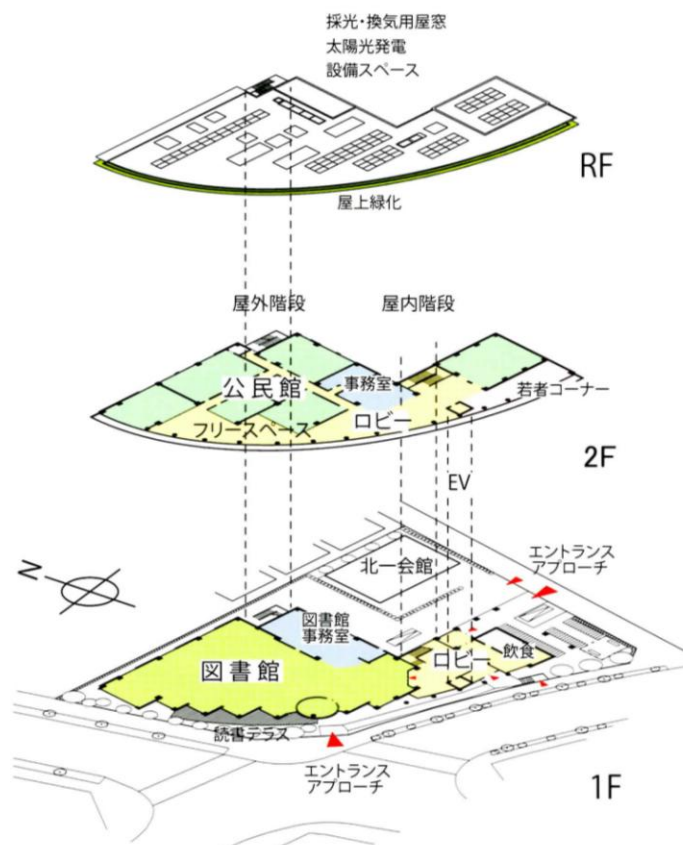 採光・換気用屋窓
太陽光発電
設備スペース
RF
屋上緑化
屋外階段
屋内階段
公民館
事務室
若者コーナー
フリースペース
ロビー
2F
EV
エントランス
アプローチ
N
北一会館
図書館
事務室
ロビー
飲食
図書館
読書テラス
エントランス
アプローチ
1F